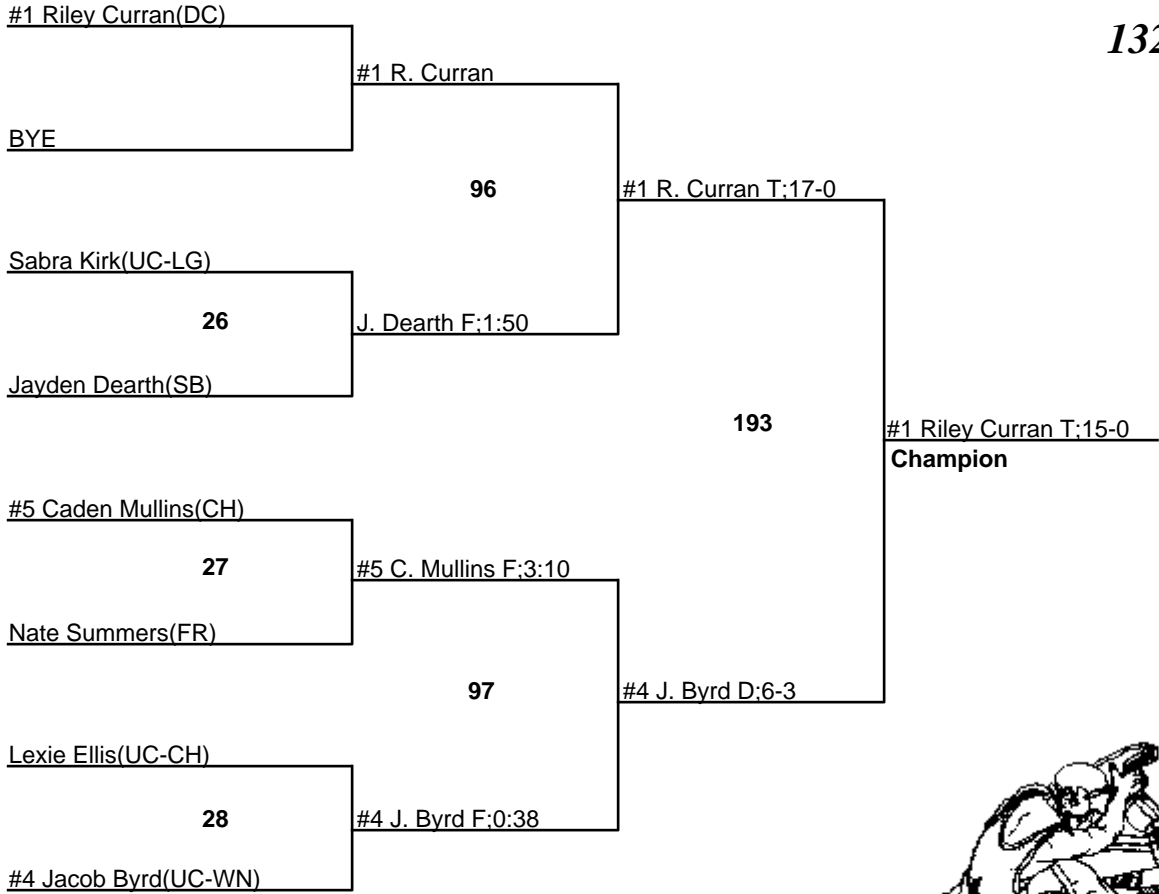 #1 Riley Curran(DC)
132
#1 R. Curran
BYE
96
#1 R. Curran T;17-0
Sabra Kirk(UC-LG)
26
J. Dearth F;1:50
Jayden Dearth(SB)
193
#1 Riley Curran T;15-0
Champion
#5 Caden Mullins(CH)
27
#5 C. Mullins F;3:10
Nate Summers(FR)
97
#4 J. Byrd D;6-3
Lexie Ellis(UC-CH)
28
#4 J. Byrd F;0:38
#4 Jacob Byrd(UC-WN)